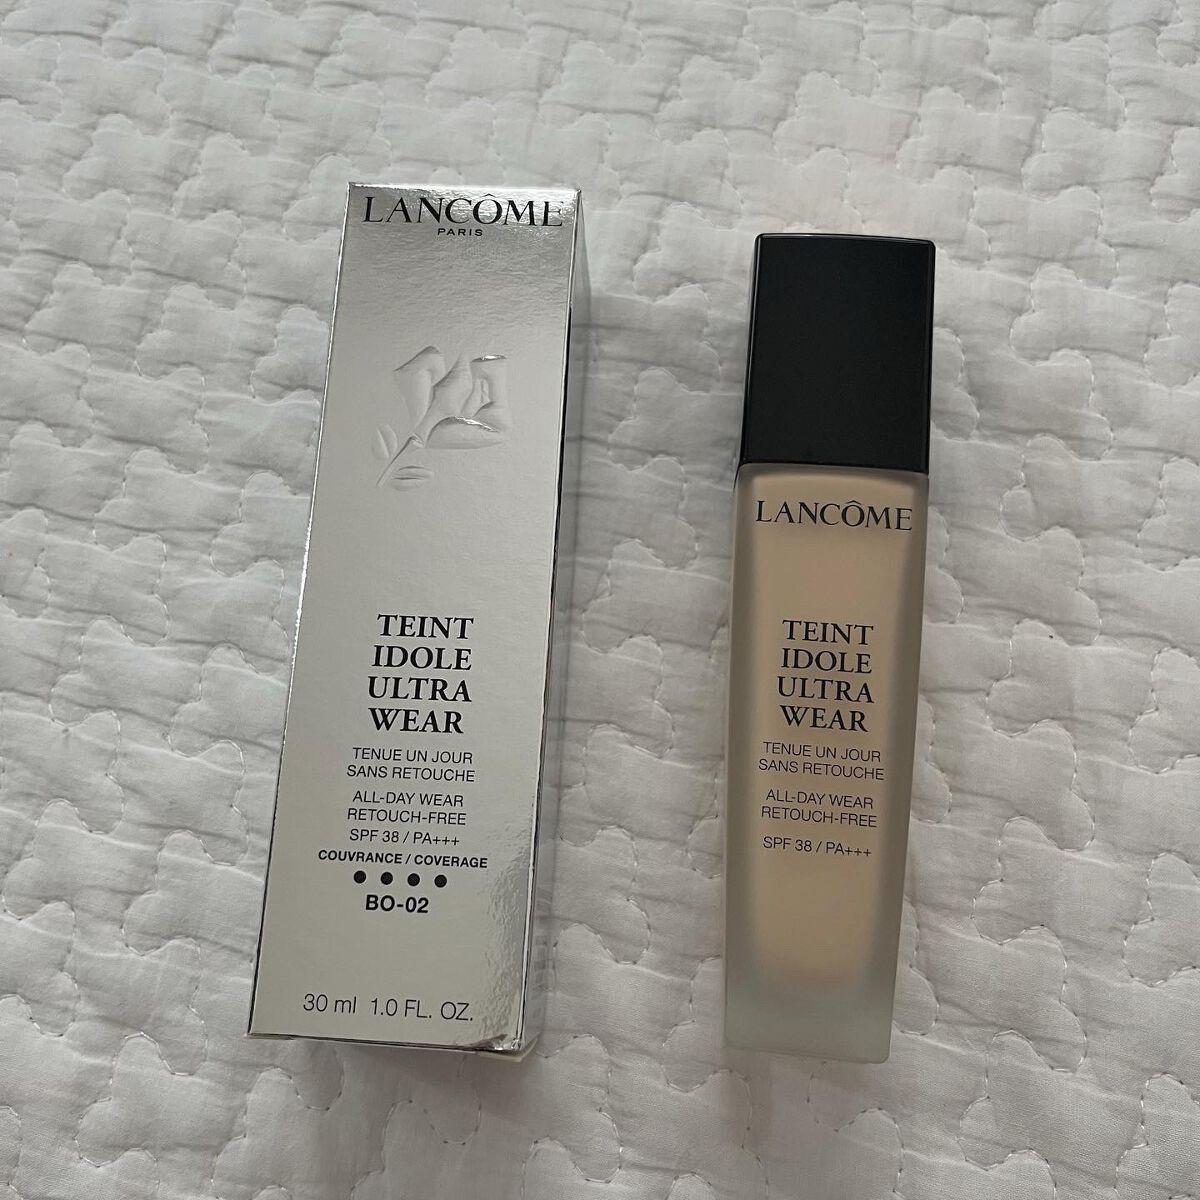 LANCÔME
PARIS
TEINT
IDOLE
ULTRA
WEAR
TENUE UN JOUR
SANS RETOUCHE
ALL-DAY WEAR
RETOUCH-FREE
SPF 38 / PA+++
COUVRANCE / COVERAGE
BO-02
30 ml 1.0 FL. OZ.
LANCÔME
TEINT
IDOLE
ULTRA
WEAR
TENUE UN JOUR
SANS RETOUCHE
ALL-DAY WEAR
RETOUCH-FREE
SPF 38 / PA+++